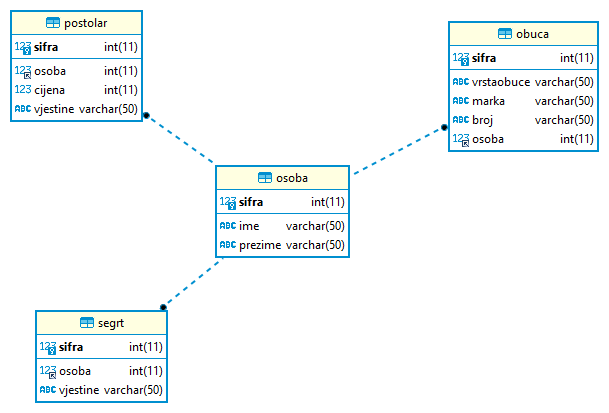 postolar
123 sifra int(11)
123 osoba int(11)
123 cijena int(11)
ABC vjestine varchar(50)
obuca
123 sifra int(11)
ABC vrstaobuce varchar(50)
ABC marka varchar(50)
ABC broj varchar(50)
123 osoba int(11)
osoba
123 sifra int(11)
ABC ime varchar(50)
ABC prezime varchar(50)
segrt
123 sifra int(11)
123 osoba int(11)
ABC vjestine varchar(50)